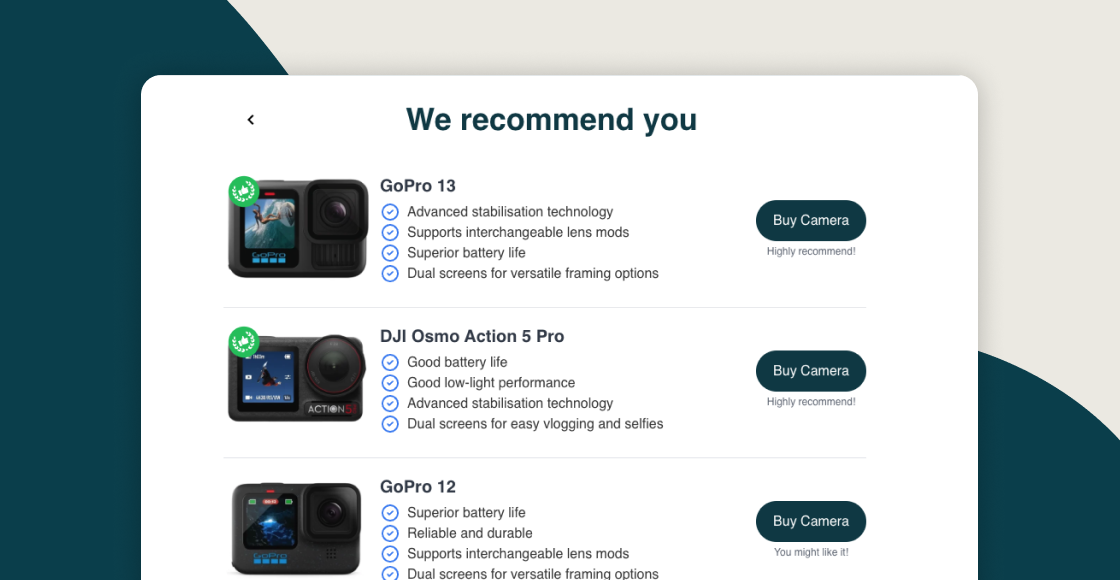 We recommend you
GoPro 13
Advanced stabilisation technology
Supports interchangeable lens mods
Superior battery life
Dual screens for versatile framing options
Buy Camera
Highly recommend!
GoPro
DJI Osmo Action 5 Pro
Good battery life
Good low-light performance
Advanced stabilisation technology
Dual screens for easy vlogging and selfies
Buy Camera
Highly recommend!
GoPro 12
Superior battery life
Reliable and durable
Supports interchangeable lens mods
Dual screens for versatile framing options
Buy Camera
You might like it!
GoPro